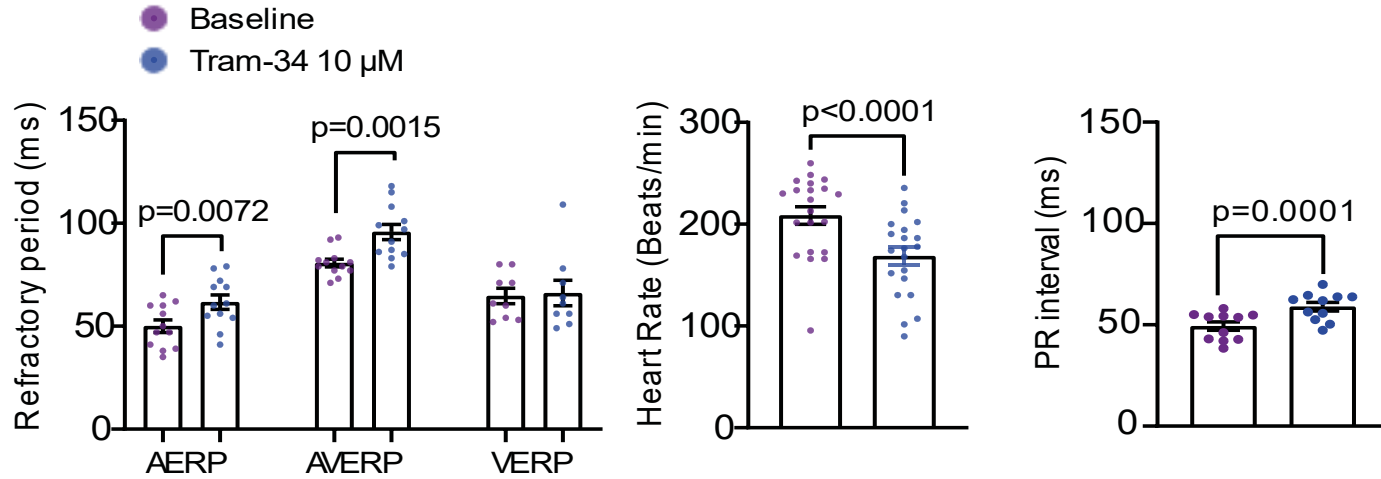 Baseline
Tram-34 10 µM
Refractory period (ms)
150
100
50
0
p=0.0072
p=0.0015
AERP
AVERP
VERP
Heart Rate (Beats/min)
300
200
100
0
p<0.0001
PR interval (ms)
150
100
50
0
p=0.0001